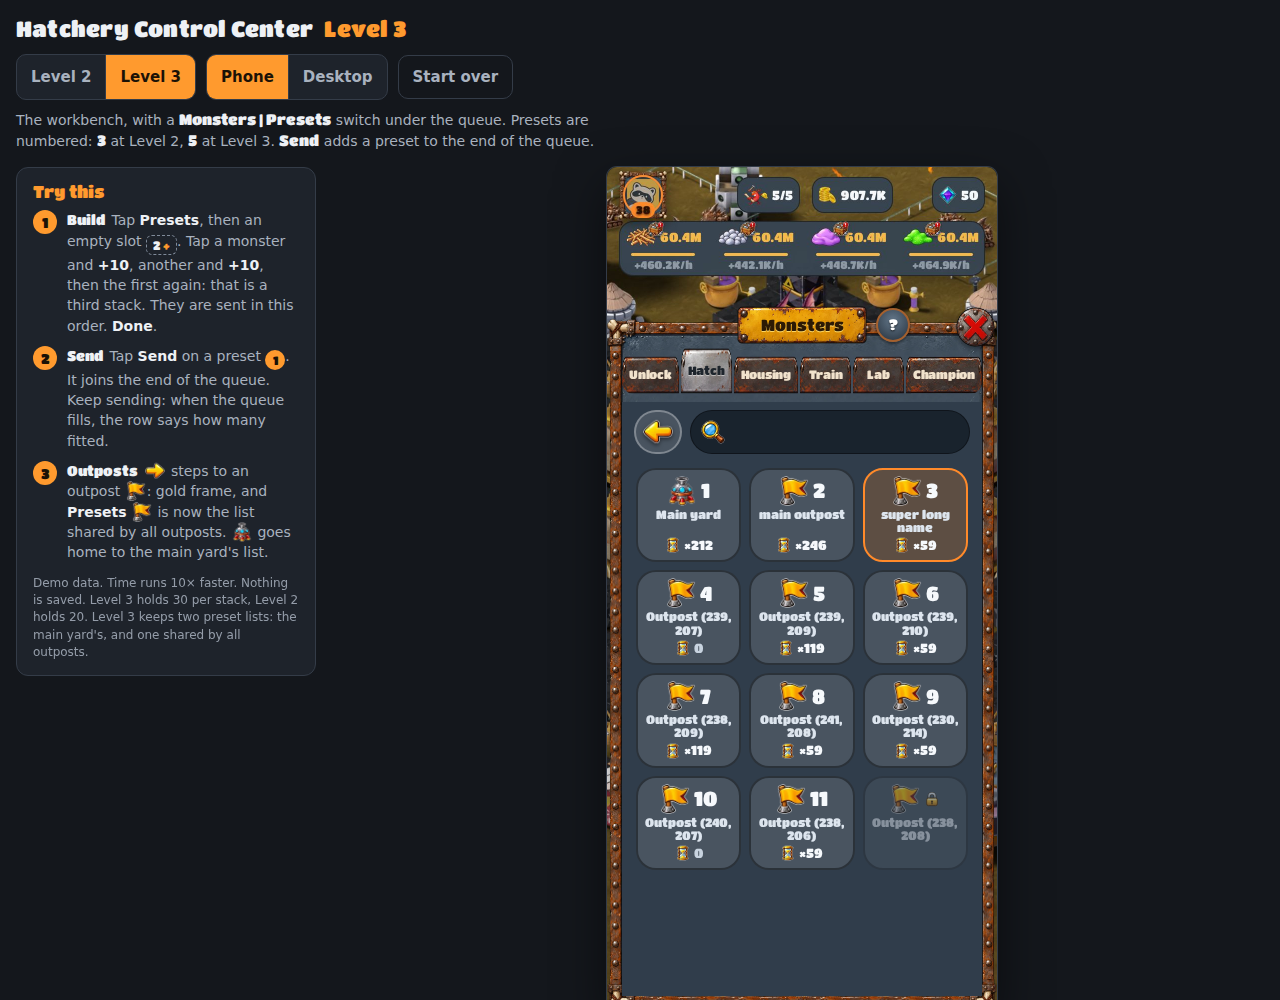 Hatchery Control Center Level 3
Level 2 Level 3 Phone Desktop Start over
The workbench, with a Monsters | Presets switch under the queue. Presets are
numbered: 3 at Level 2, 5 at Level 3. Send adds a preset to the end of the queue.
Try this
1 Build Tap Presets, then an
empty slot 2+. Tap a monster
and +10, another and +10,
then the first again: that is a
third stack. They are sent in this
order. Done.
2 Send Tap Send on a preset 1.
It joins the end of the queue.
Keep sending: when the queue
fills, the row says how many
fitted.
3 Outposts steps to an
outpost : gold frame, and
Presets is now the list
shared by all outposts. goes
home to the main yard's list.
Demo data. Time runs 10× faster. Nothing
is saved. Level 3 holds 30 per stack, Level 2
holds 20. Level 3 keeps two preset lists: the
main yard's, and one shared by all
outposts.
30 5/5 907.7K 50
60.4M 60.4M 60.4M 60.4M
+460.2K/h +442.1K/h +448.7K/h +464.9K/h
Monsters ?
Unlock Hatch Housing Train Lab Champion
1 2 3
Main yard main outpost super long
name
×212 ×246 ×59
4 5 6
Outpost (239, Outpost (239, Outpost (239,
207) 209) 210)
0 ×119 ×59
7 8 9
Outpost (238, Outpost (241, Outpost (230,
209) 208) 214)
×119 ×59 ×59
10 11
Outpost (240, Outpost (238, Outpost (238,
207) 206) 208)
0 ×59